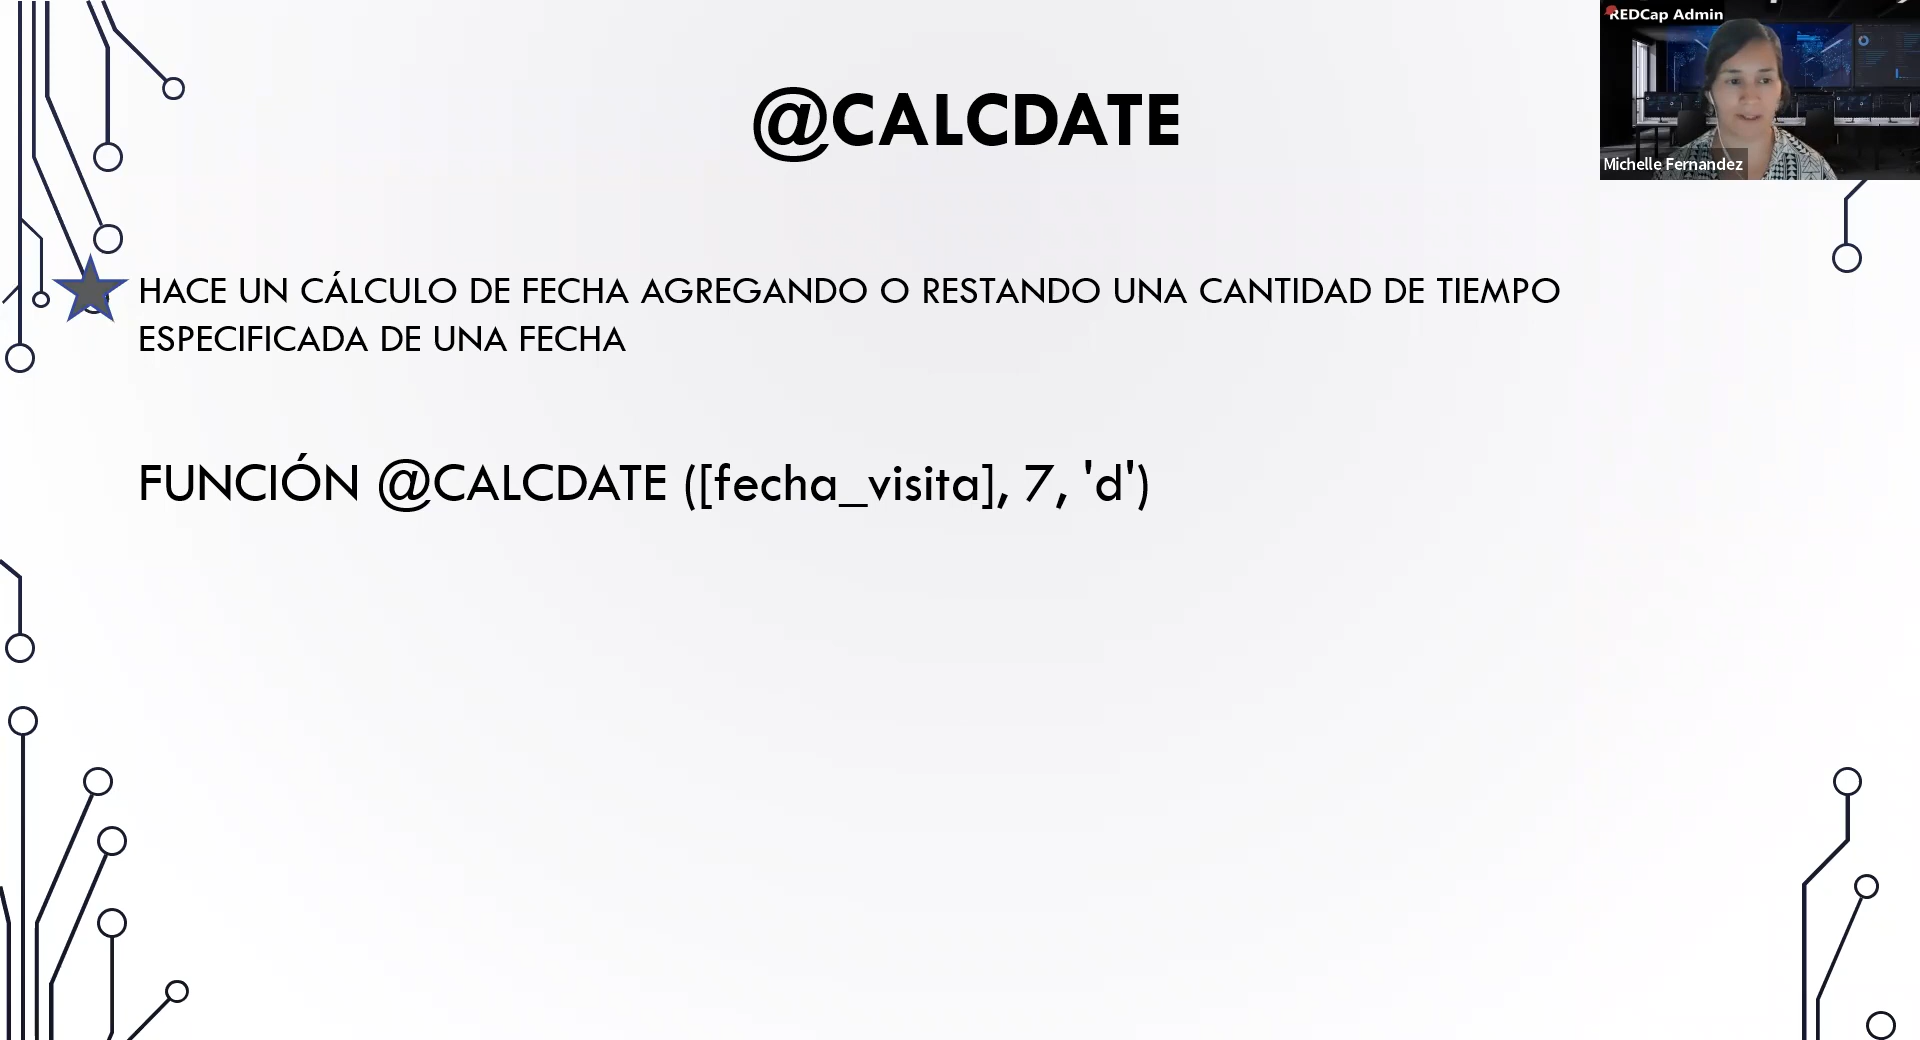 REDCap Admin
@CALCDATE
Michelle Fernandez
HACE UN CÁLCULO DE FECHA AGREGANDO O RESTANDO UNA CANTIDAD DE TIEMPO
ESPECIFICADA DE UNA FECHA
FUNCIÓN @CALCDATE ([fecha_visita], 7, 'd')